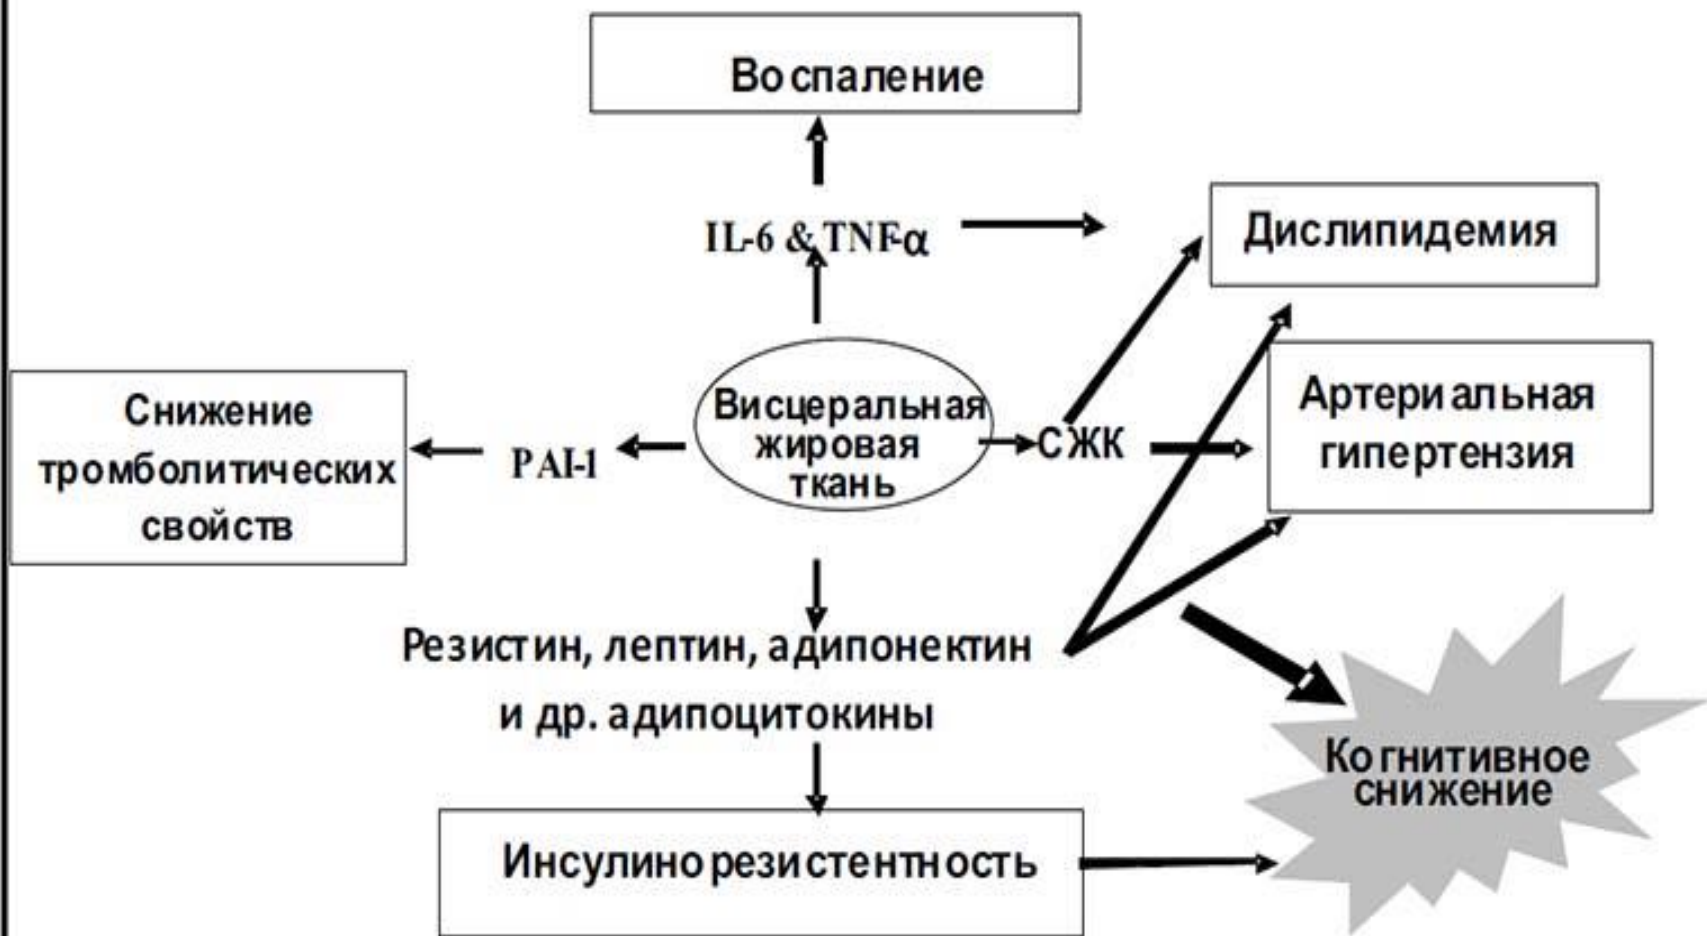 Воспаление
IL-6 & TNF-α
Дислипидемия
Висцеральная
жировая
ткань
СЖК
Артериальная
гипертензия
PAI-1
Снижение
тромболитических
свойств
Резистин, лептин, адипонектин
и др. адипоцитокины
Когнитивное
снижение
Инсулинорезистентность